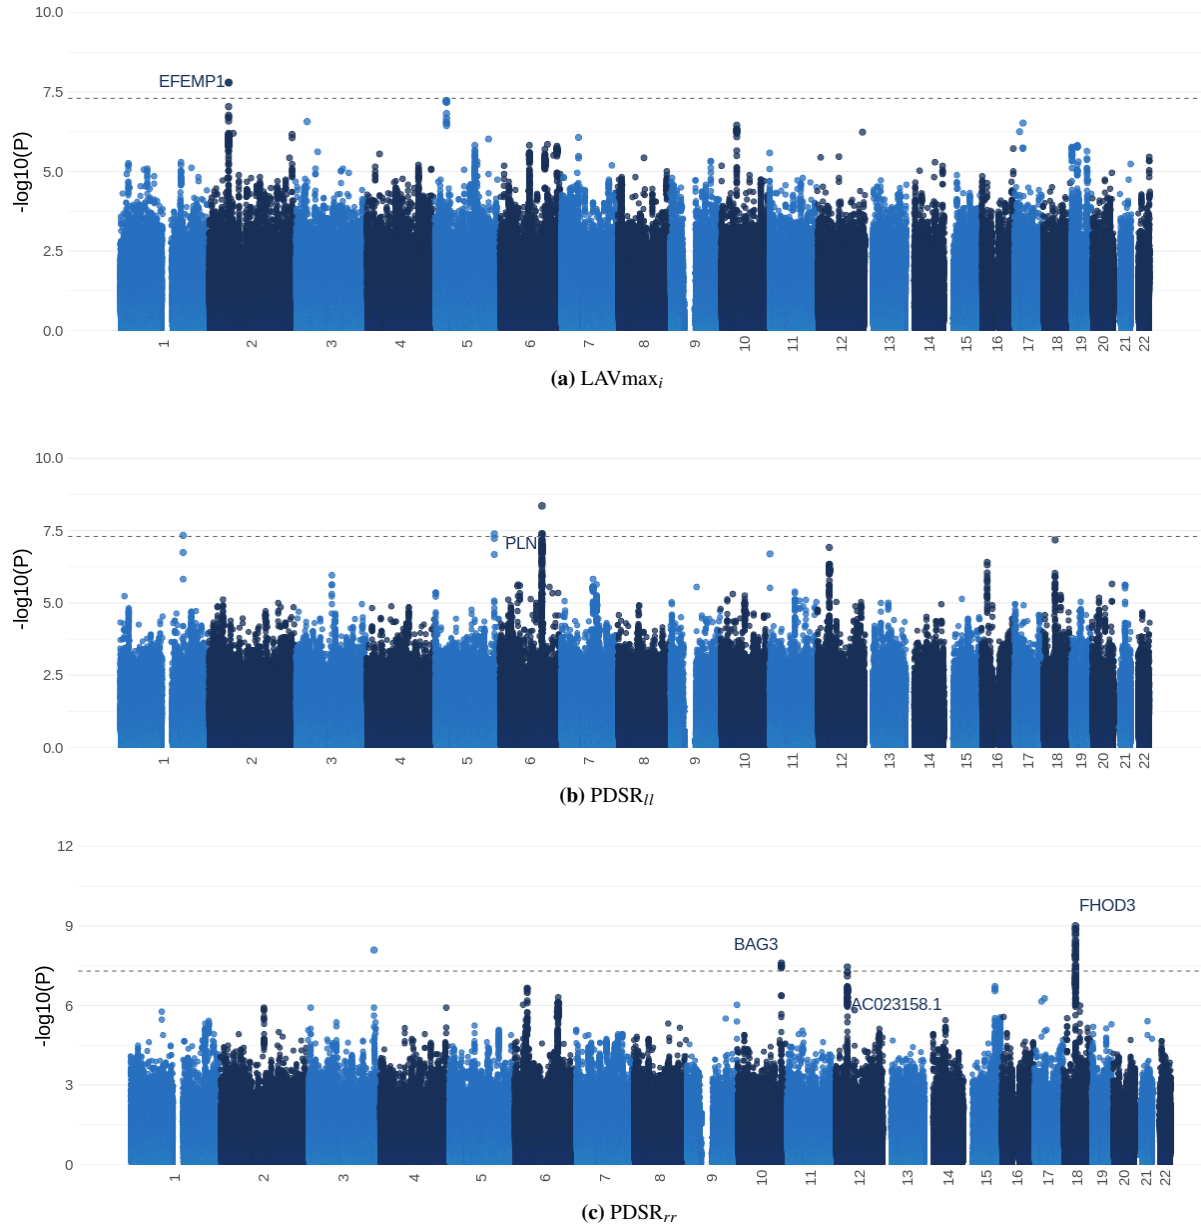 10.0
7.5
5.0
2.5
0.0
-log10(P)
EFEMP1
1 2 3 4 5 6 7 8 9 10 11 12 13 14 15 16 17 18 19 20 21 22
(a) LAVmaxi
10.0
7.5
5.0
2.5
0.0
-log10(P)
PLN
1 2 3 4 5 6 7 8 9 10 11 12 13 14 15 16 17 18 19 20 21 22
(b) PDSRll
12
9
6
3
0
-log10(P)
FHOD3
BAG3
AC023158.1
1 2 3 4 5 6 7 8 9 10 11 12 13 14 15 16 17 18 19 20 21 22
(c) PDSRrr